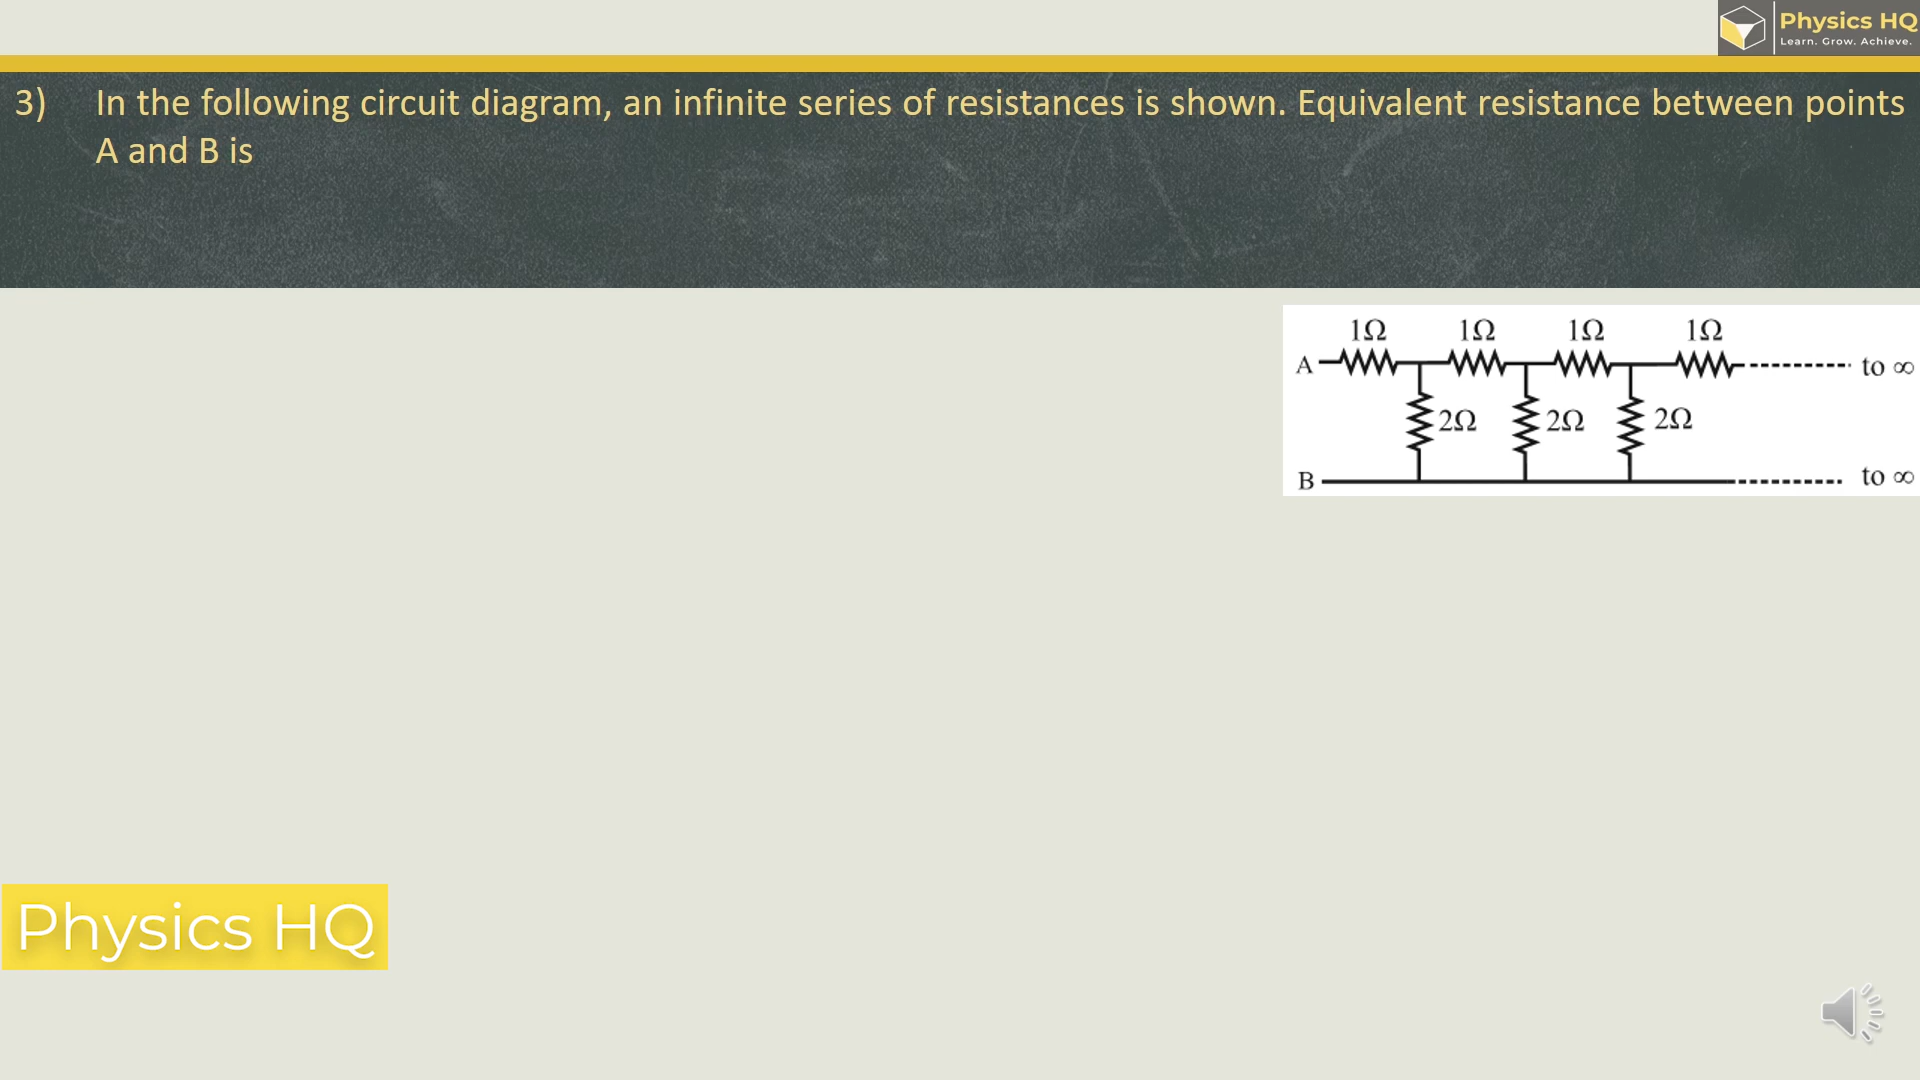 Physics HQ
Learn. Grow. Achieve.
3) In the following circuit diagram, an infinite series of resistances is shown. Equivalent resistance between points
A and B is
1Ω 1Ω 1Ω 1Ω
A to ∞
2Ω 2Ω 2Ω
B to ∞
Physics HQ